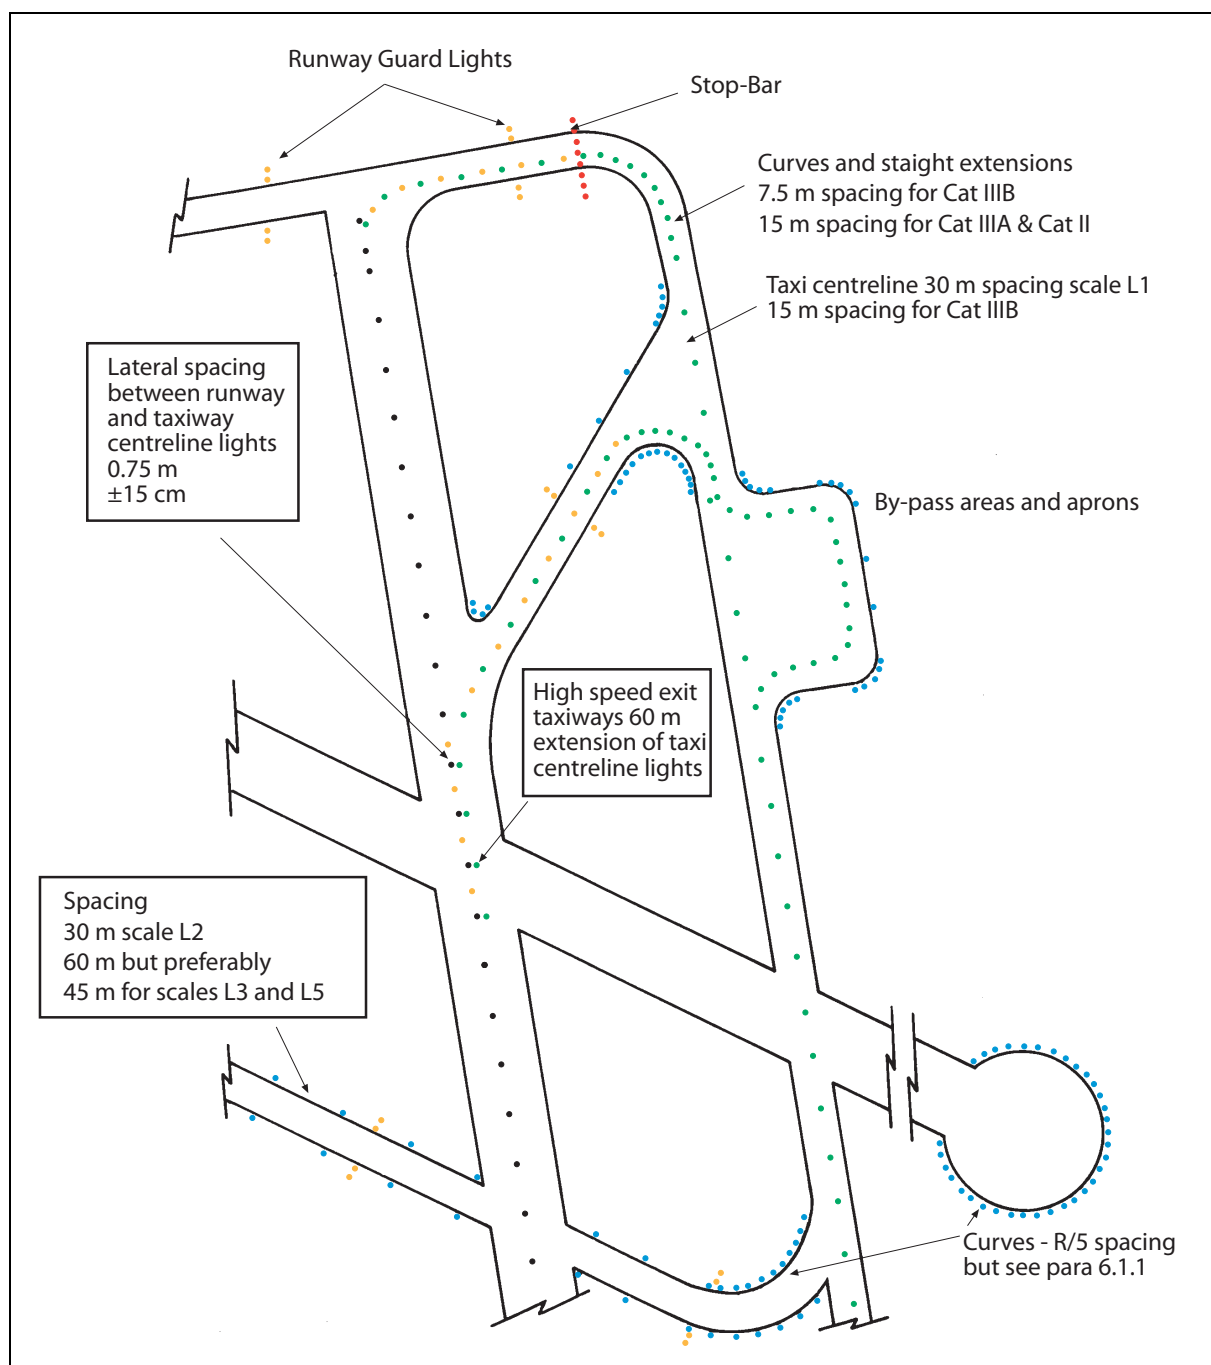 Runway Guard Lights
Stop-Bar
Curves and staight extensions
7.5 m spacing for Cat IIIB
15 m spacing for Cat IIIA & Cat II
Taxi centreline 30 m spacing scale L1
15 m spacing for Cat IIIB
Lateral spacing
between runway
and taxiway
centreline lights
0.75 m
±15 cm
By-pass areas and aprons
High speed exit
taxiways 60 m
extension of taxi
centreline lights
Spacing
30 m scale L2
60 m but preferably
45 m for scales L3 and L5
Curves - R/5 spacing
but see para 6.1.1